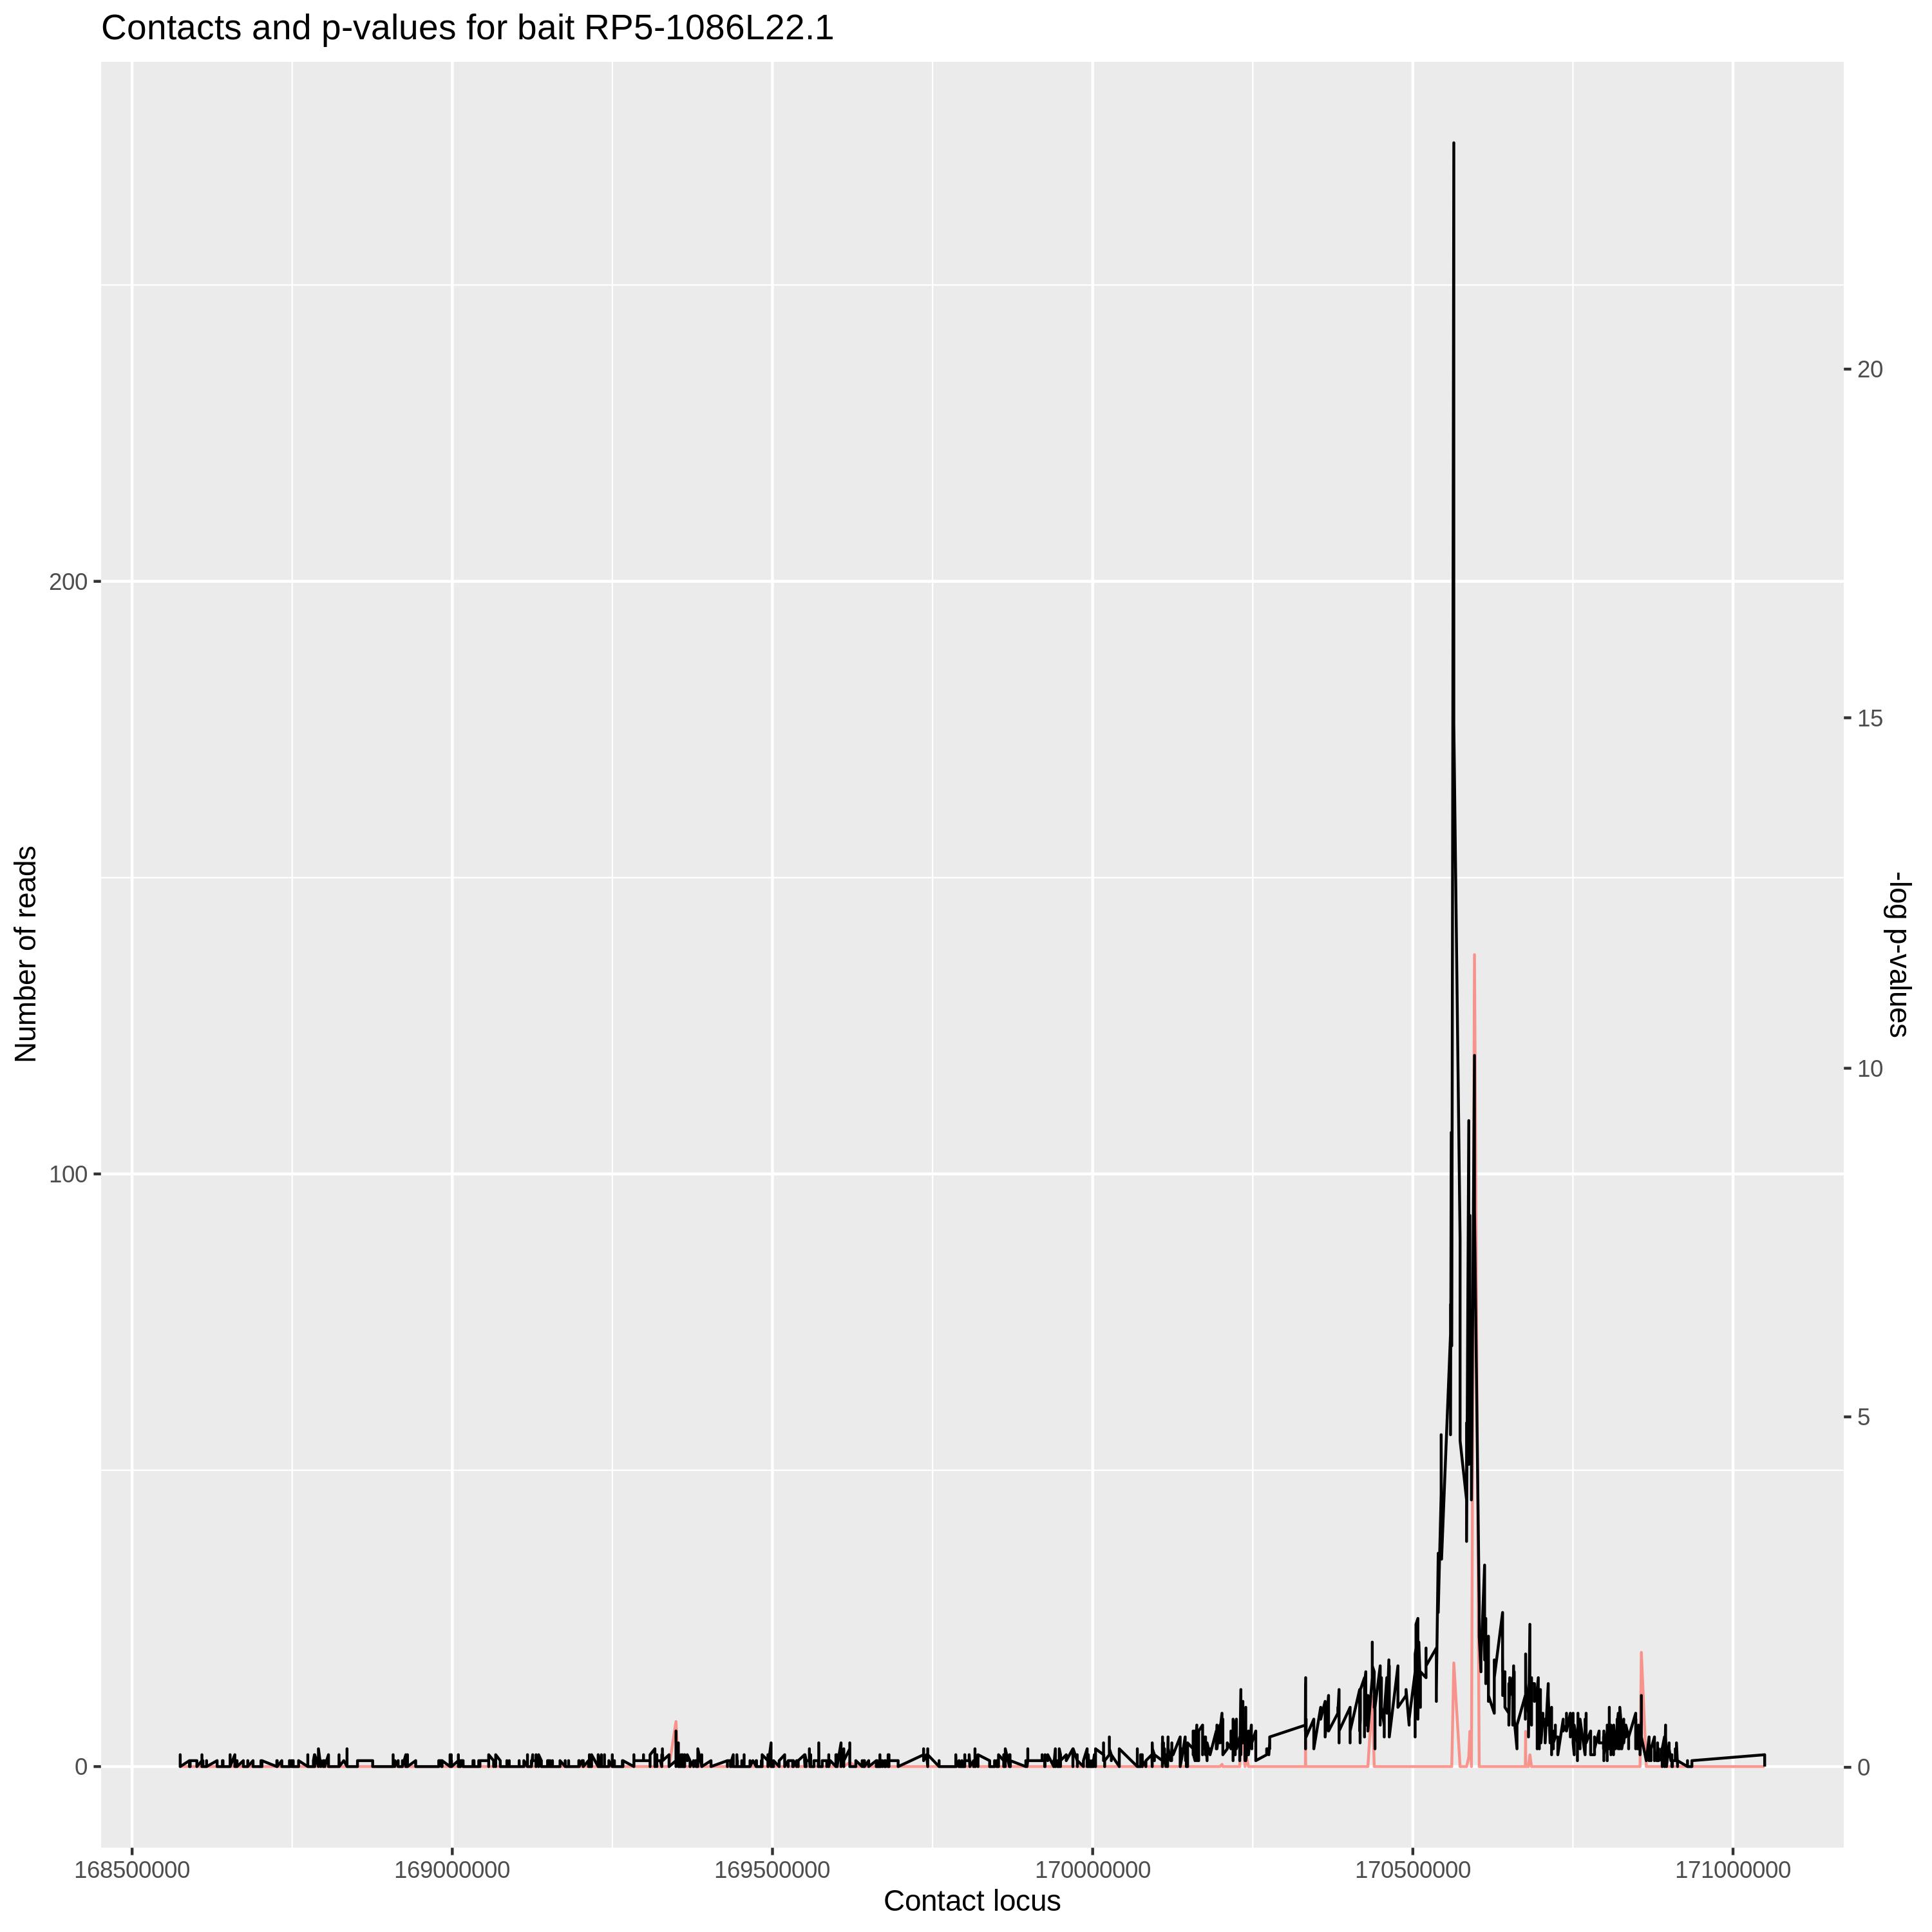 Contacts and p-values for bait RP5-1086L22.1
Number of reads
200
100
0
20
15
10
5
0
-log p-values
168500000 169000000 169500000 170000000 170500000 171000000
Contact locus